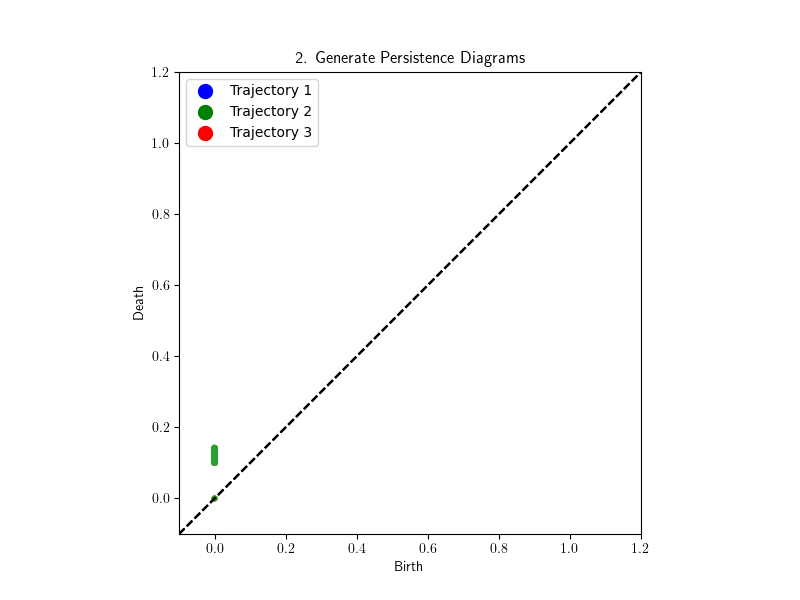 2. Generate Persistence Diagrams
Trajectory 1
Trajectory 2
Trajectory 3
1.2
1.0
0.8
0.6
0.4
0.2
0.0
Death
0.0 0.2 0.4 0.6 0.8 1.0 1.2
Birth